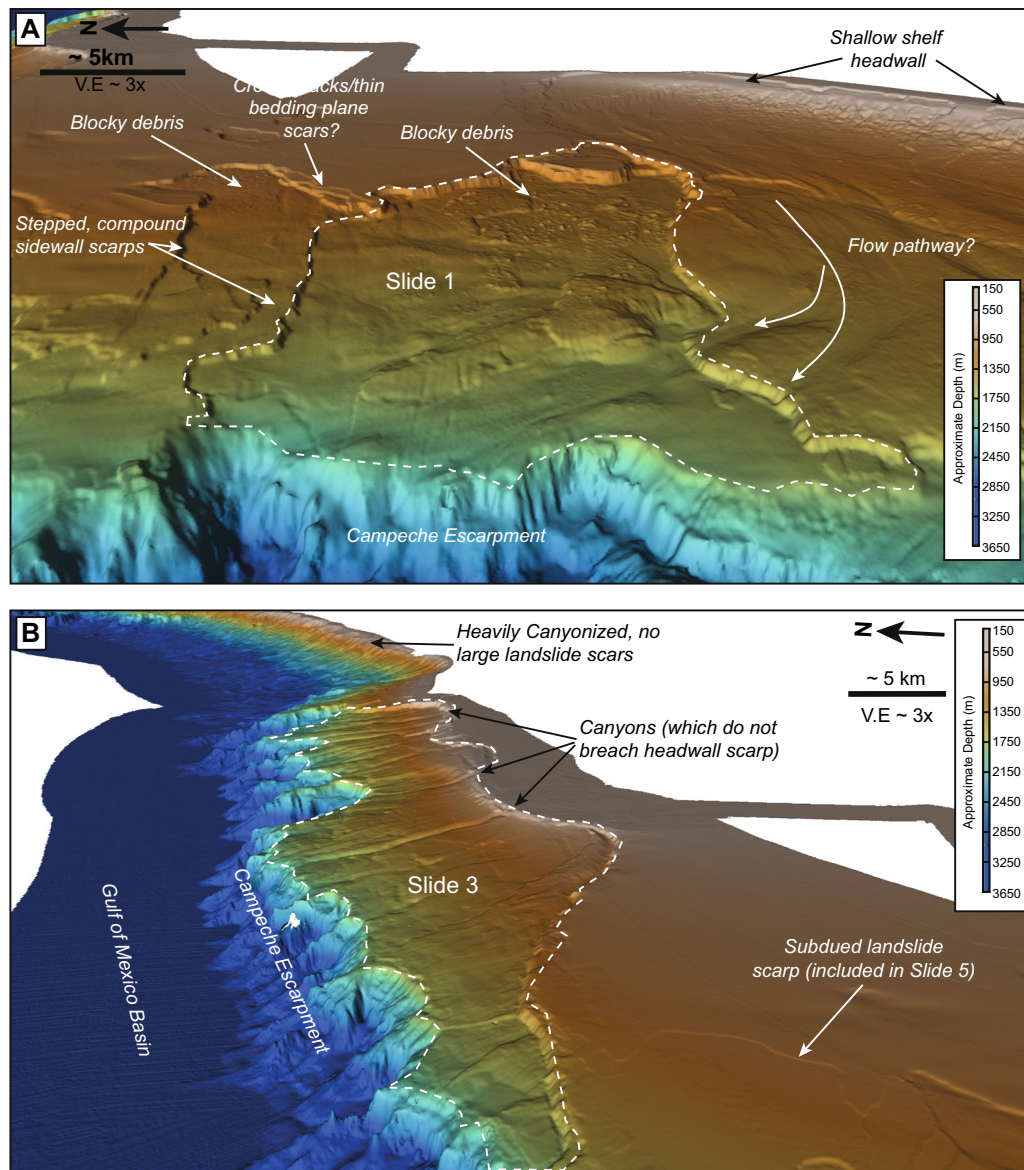 A
N
~ 5km
V.E ~ 3x
bedding plane
scars?
Blocky debris
Blocky debris
Shallow shelf
headwall
Stepped, compound
sidewall scarps
Slide 1
Flow pathway?
Campeche Escarpment
Approximate Depth (m)
150
550
950
1350
1750
2150
2450
2850
3250
3650
B
N
~ 5 km
V.E ~ 3x
Heavily Canyonized, no
large landslide scars
Canyons (which do not
breach headwall scarp)
Slide 3
Gulf of Mexico Basin
Campeche Escarpment
Subdued landslide
scarp (included in Slide 5)
Approximate Depth (m)
150
550
950
1350
1750
2150
2450
2850
3250
3650